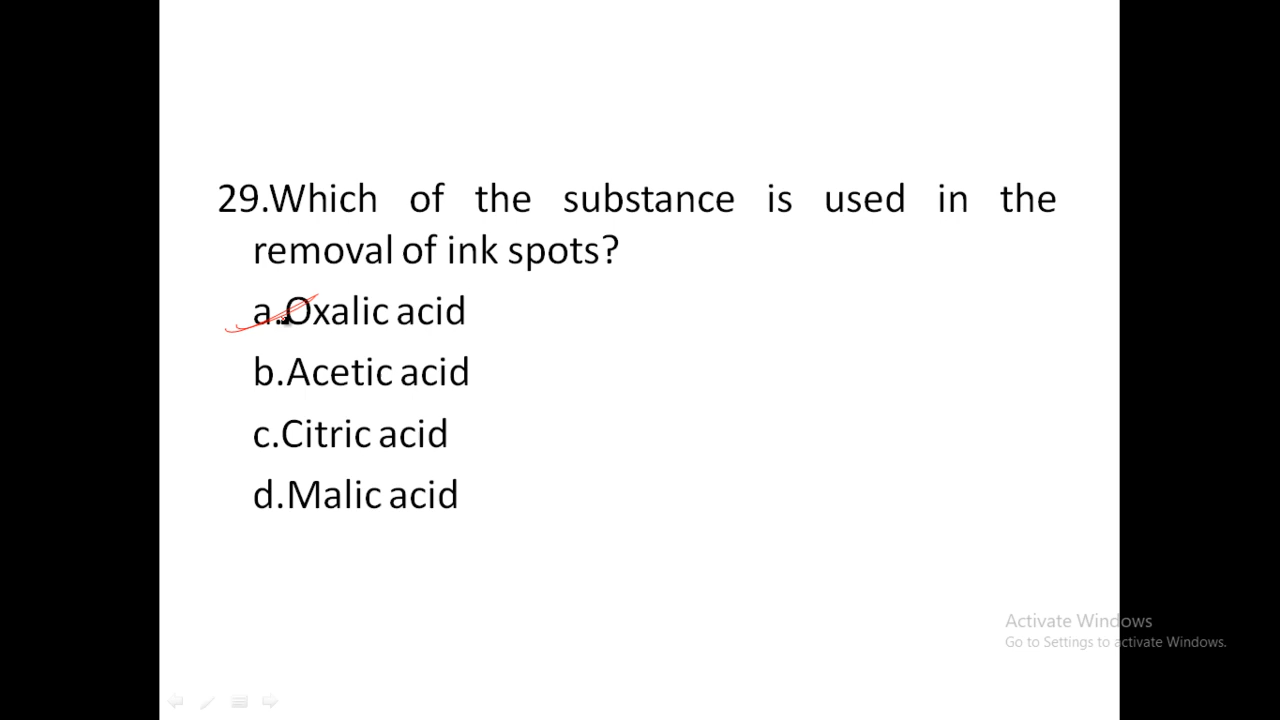 29.Which of the substance is used in the
removal of ink spots?
a.Oxalic acid
b.Acetic acid
c.Citric acid
d.Malic acid
Activate Windows
Go to Settings to activate Windows.